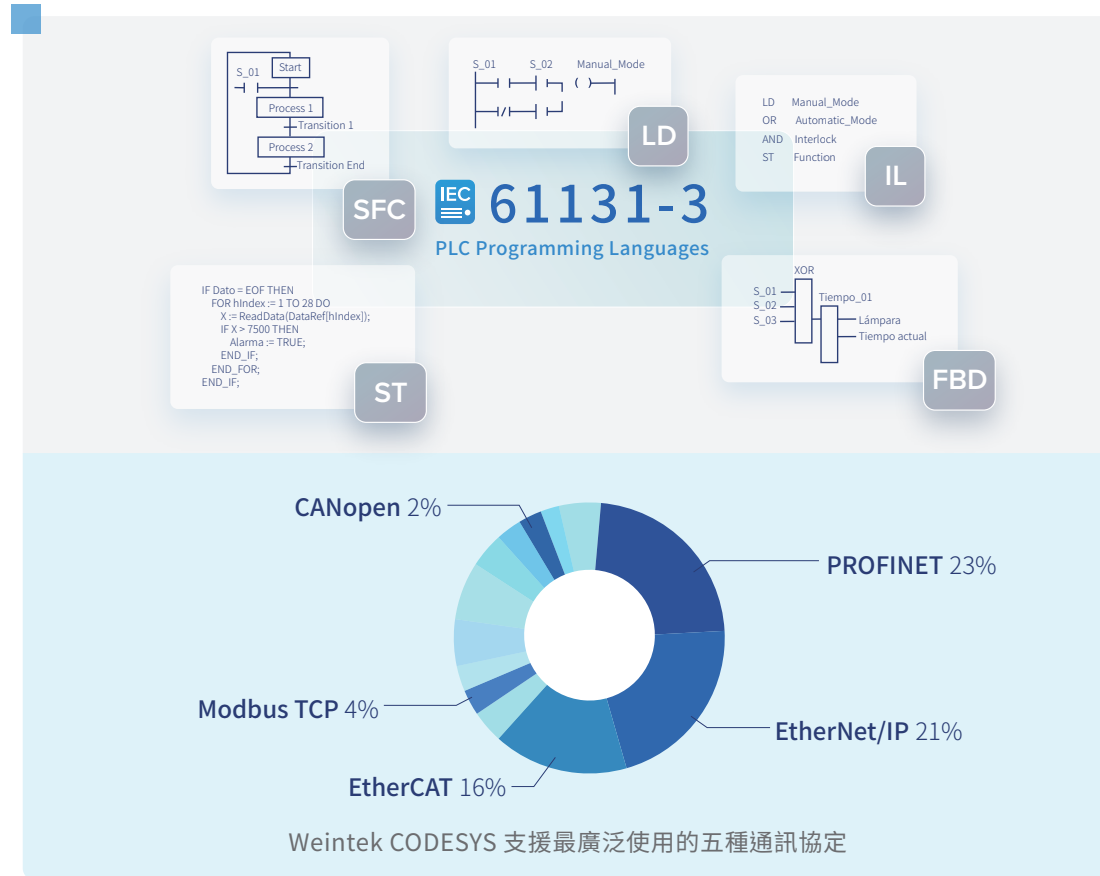 S_01
Start
Process 1
Transition 1
Process 2
Transition End
SFC
S_01 S_02 Manual_Mode
LD
LD Manual_Mode
OR Automatic_Mode
AND Interlock
ST Function
IL
IEC 61131-3
PLC Programming Languages
IF Dato = EOF THEN
FOR hIndex := 1 TO 28 DO
X := ReadData(DataRef[hIndex]);
IF X > 7500 THEN
Alarma := TRUE;
END_IF;
END_FOR;
END_IF;
ST
XOR
S_01
S_02
S_03
Tiempo_01
Lámpara
Tiempo actual
FBD
CANopen 2%
PROFINET 23%
Modbus TCP 4%
EtherNet/IP 21%
EtherCAT 16%
Weintek CODESYS 支援最廣泛使用的五種通訊協定